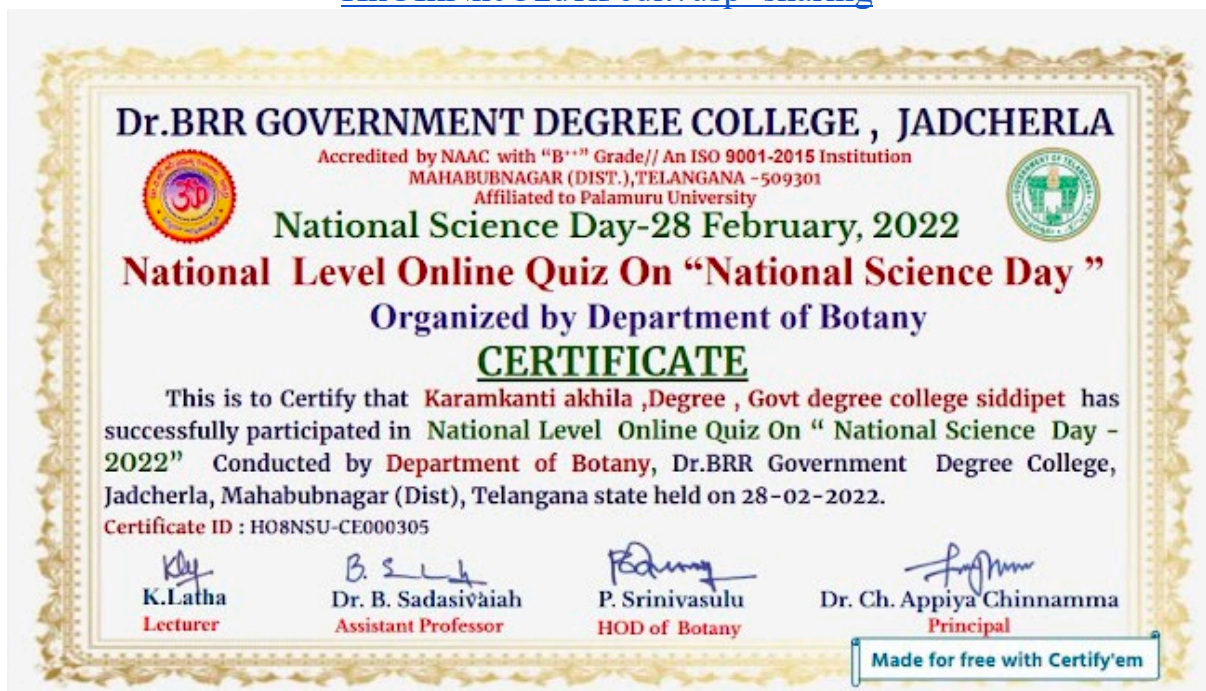 Dr.BRR GOVERNMENT DEGREE COLLEGE , JADCHERLA
Accredited by NAAC with “B++” Grade// An ISO 9001-2015 Institution
MAHABUBNAGAR (DIST.),TELANGANA -509301
Affiliated to Palamuru University
National Science Day-28 February, 2022
National Level Online Quiz On “National Science Day ”
Organized by Department of Botany
CERTIFICATE
This is to Certify that Karamkanti akhila ,Degree , Govt degree college siddipet has
successfully participated in National Level Online Quiz On “ National Science Day -
2022” Conducted by Department of Botany, Dr.BRR Government Degree College,
Jadcherla, Mahabubnagar (Dist), Telangana state held on 28-02-2022.
Certificate ID : HO8NSU-CE000305
K.Latha Dr. B. Sadasivaiah P. Srinivasulu Dr. Ch. Appiya Chinnamma
Lecturer Assistant Professor HOD of Botany Principal
Made for free with Certify'em